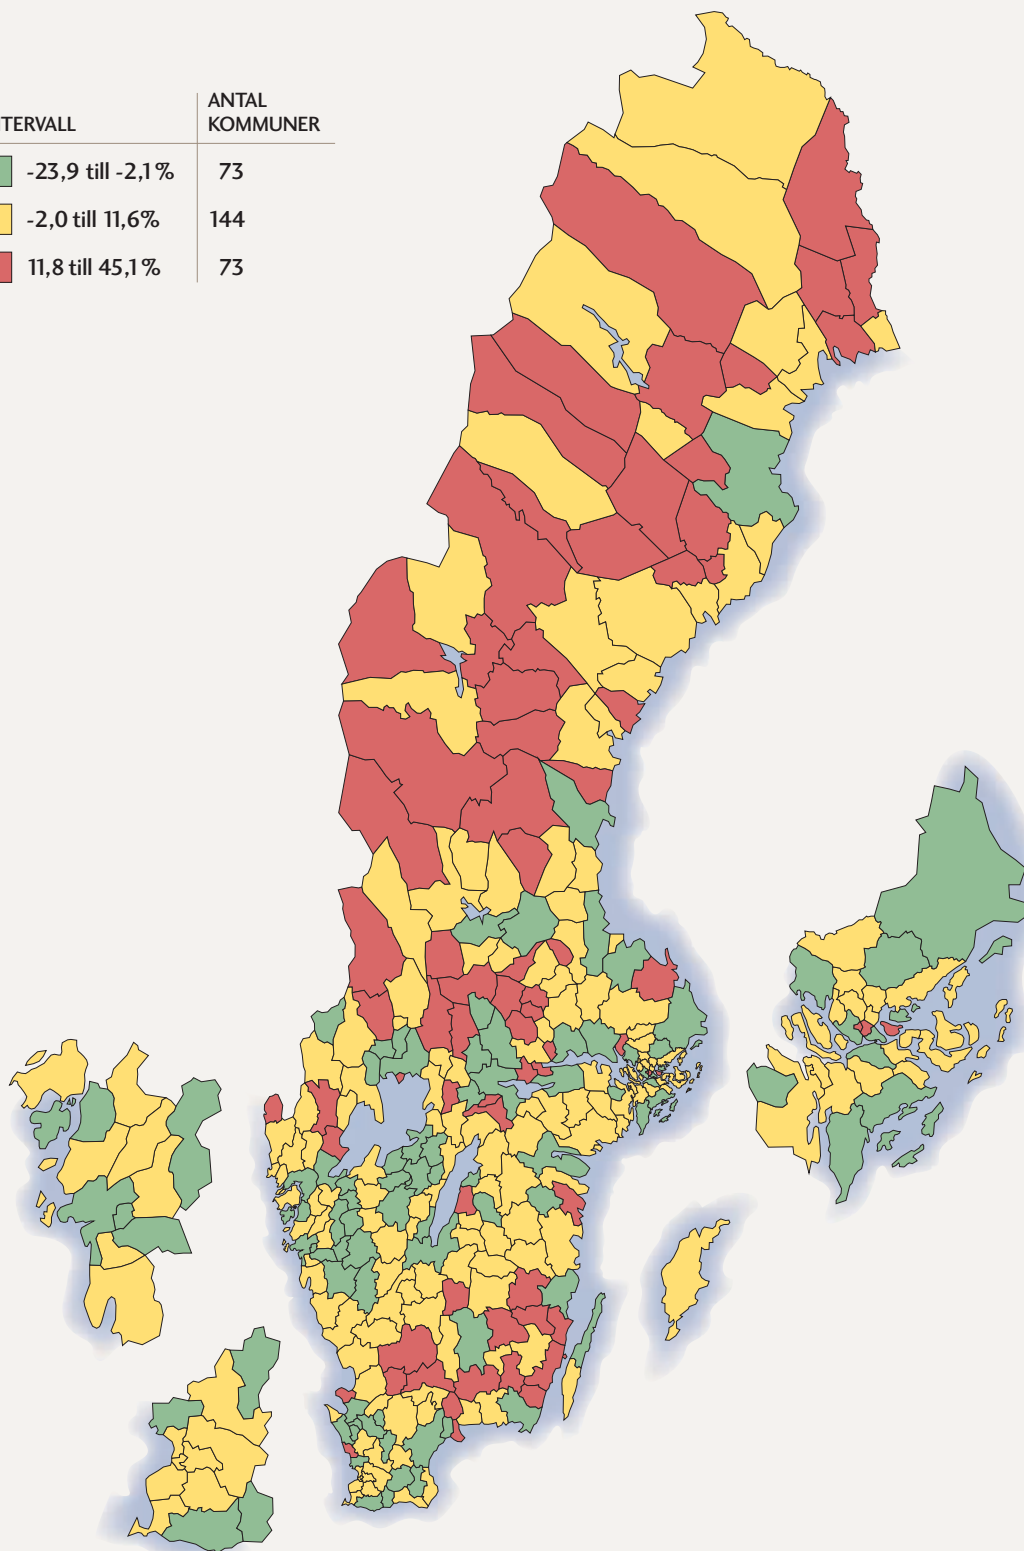 TERVALL
ANTAL
KOMMUNER
-23,9 till -2,1% 73
-2,0 till 11,6% 144
11,8 till 45,1% 73